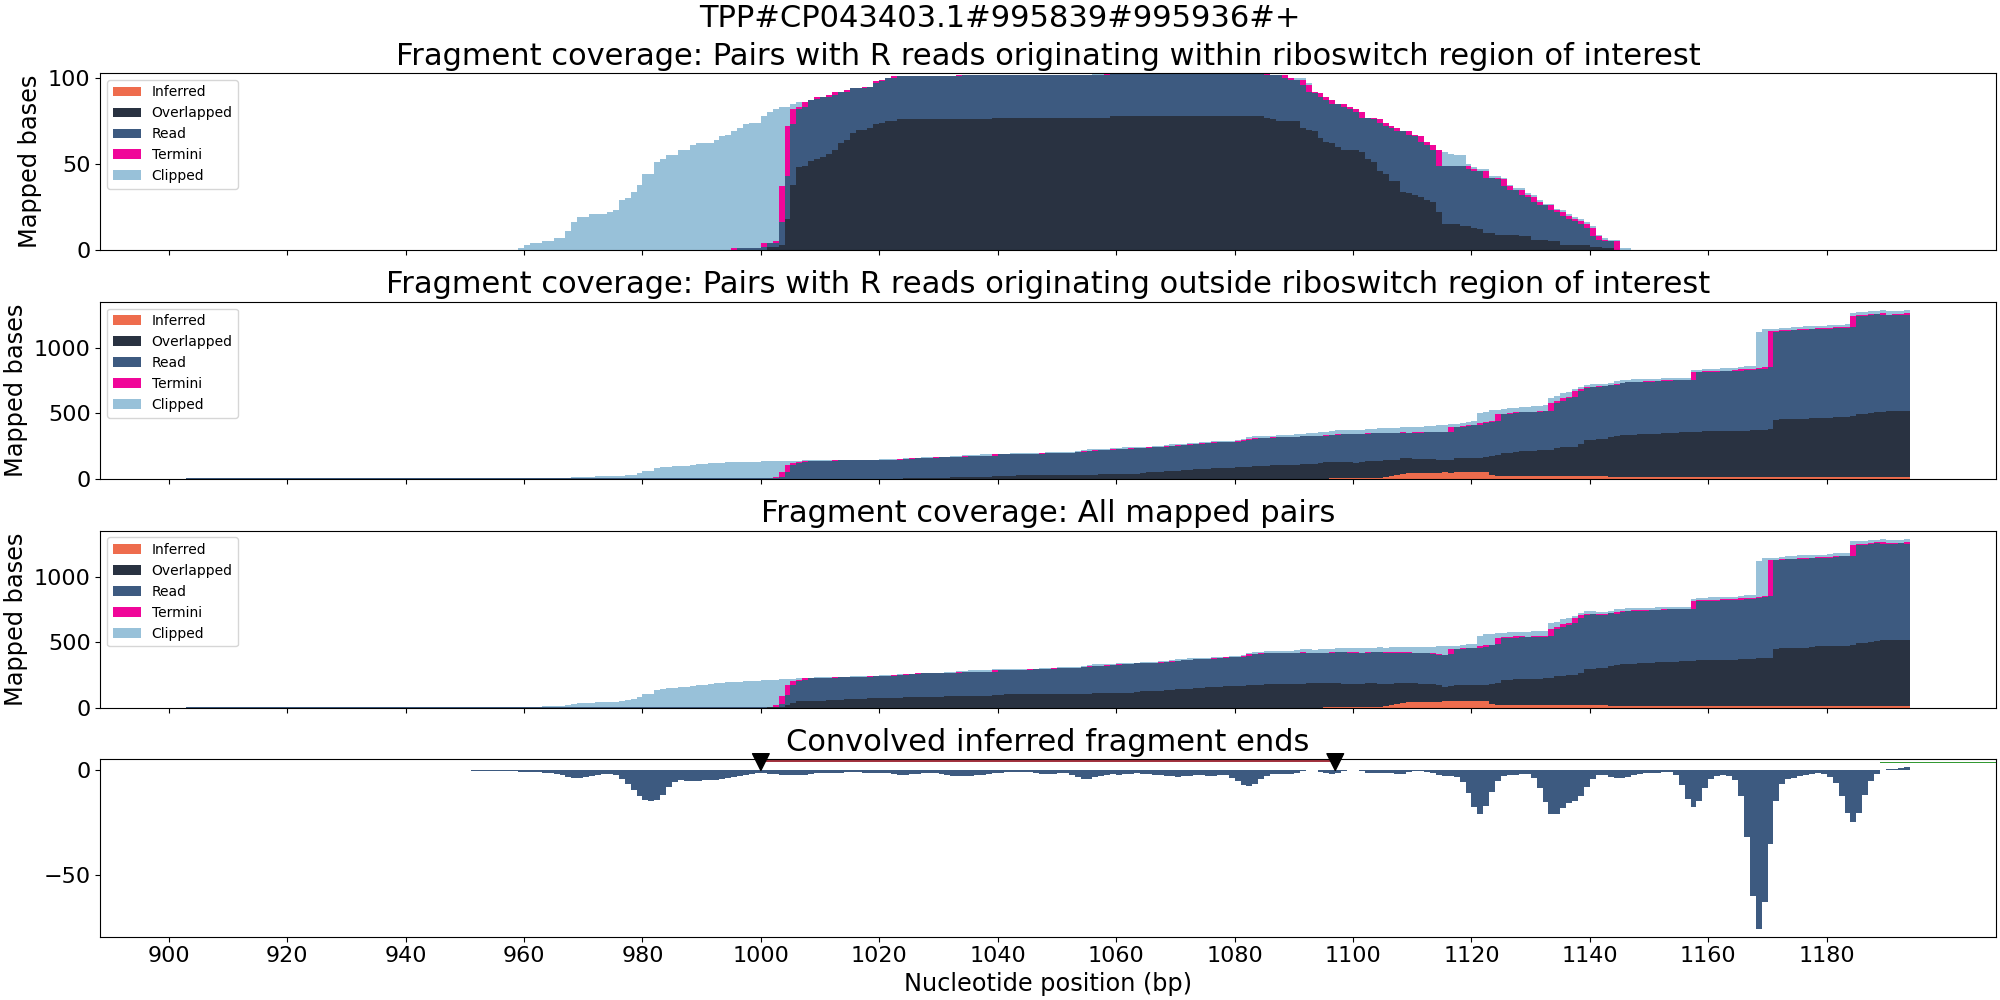 TPP#CP043403.1#995839#995936#+
Fragment coverage: Pairs with R reads originating within riboswitch region of interest
Mapped bases
100
50
0
Inferred
Overlapped
Read
Termini
Clipped
Fragment coverage: Pairs with R reads originating outside riboswitch region of interest
Mapped bases
1000
500
0
Inferred
Overlapped
Read
Termini
Clipped
Fragment coverage: All mapped pairs
Mapped bases
1000
500
0
Inferred
Overlapped
Read
Termini
Clipped
Convolved inferred fragment ends
0
−50
900 920 940 960 980 1000 1020 1040 1060 1080 1100 1120 1140 1160 1180
Nucleotide position (bp)